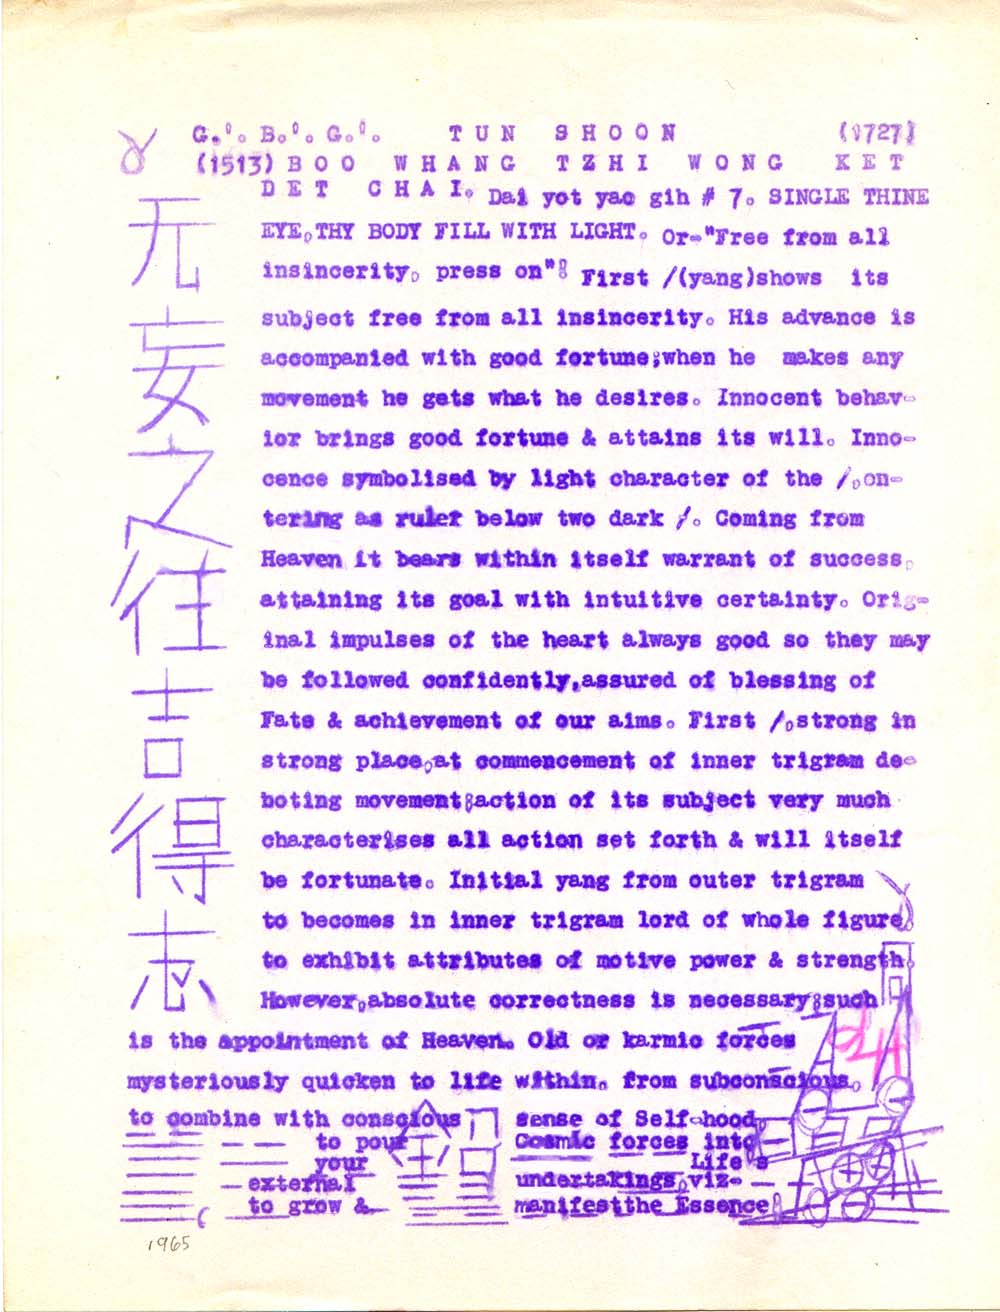 G.'. B.'. G.'. TUN SHOON (1727)
(1513) BOO WHANG TZHI WONG KET
DET CHAI. Dai yot yao gih # 7. SINGLE THINE
EYE,THY BODY FILL WITH LIGHT. Or-"Free from all
insincerity, press on"! First /(yang)shows its
subject free from all insincerity. His advance is
accompanied with good fortune;when he makes any
movement he gets what he desires. Innocent behav-
ior brings good fortune & attains its will. Inno-
cence symbolised by light character of the /,on-
tering as ruler below two dark /. Coming from
Heaven it bears within itself warrant of success,
attaining its goal with intuitive certainty. Orig-
inal impulses of the heart always good so they may
be followed confidently,assured of blessing of
Fate & achievement of our aims. First /,strong in
strong place,at commencement of inner trigram de-
boting movement;action of its subject very much
characterises all action set forth & will itself
be fortunate. Initial yang from outer trigram
to becomes in inner trigram lord of whole figure,
to exhibit attributes of motive power & strength.
However,absolute correctness is necessary;such
is the appointment of Heaven. Old or karmic forces
mysteriously quicken to life within, from subconscious,
to combine with conscious sense of Self-hood,
to pour Cosmic forces into
your Life's
external undertakings,viz-
to grow & manifest the Essence!
无
妄
之
往
吉
得
志
1965